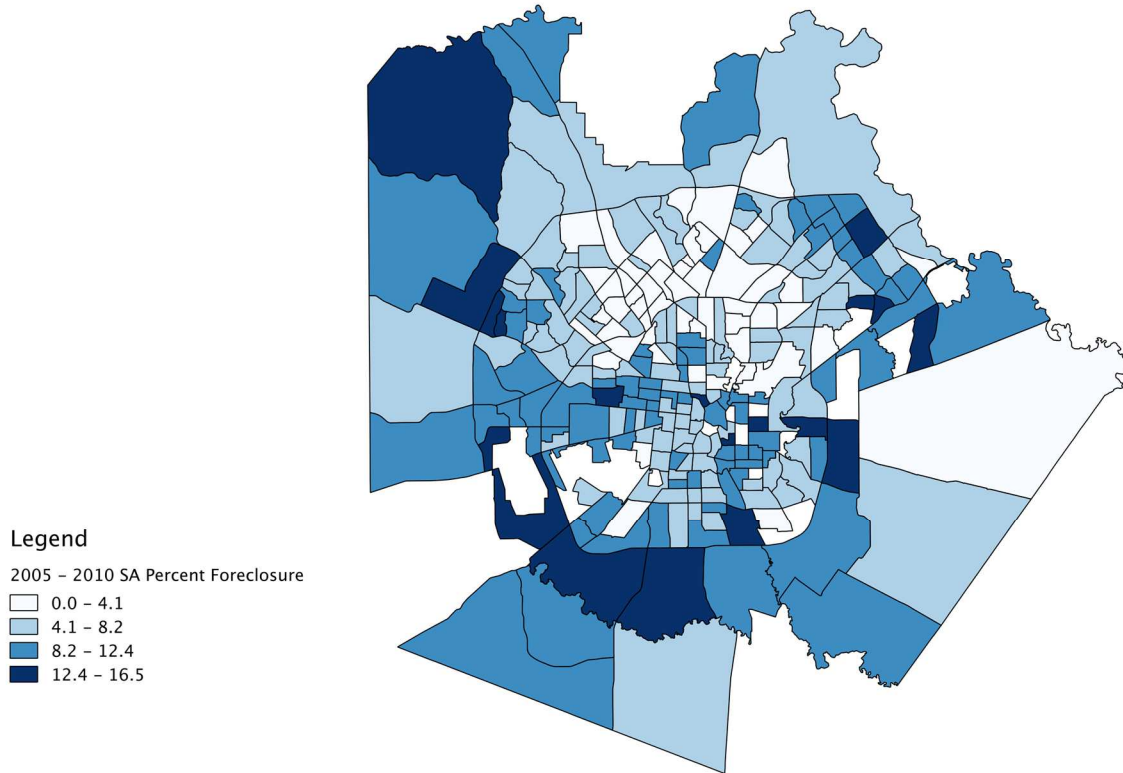 Legend
2005 – 2010 SA Percent Foreclosure
0.0 – 4.1
4.1 – 8.2
8.2 – 12.4
12.4 – 16.5